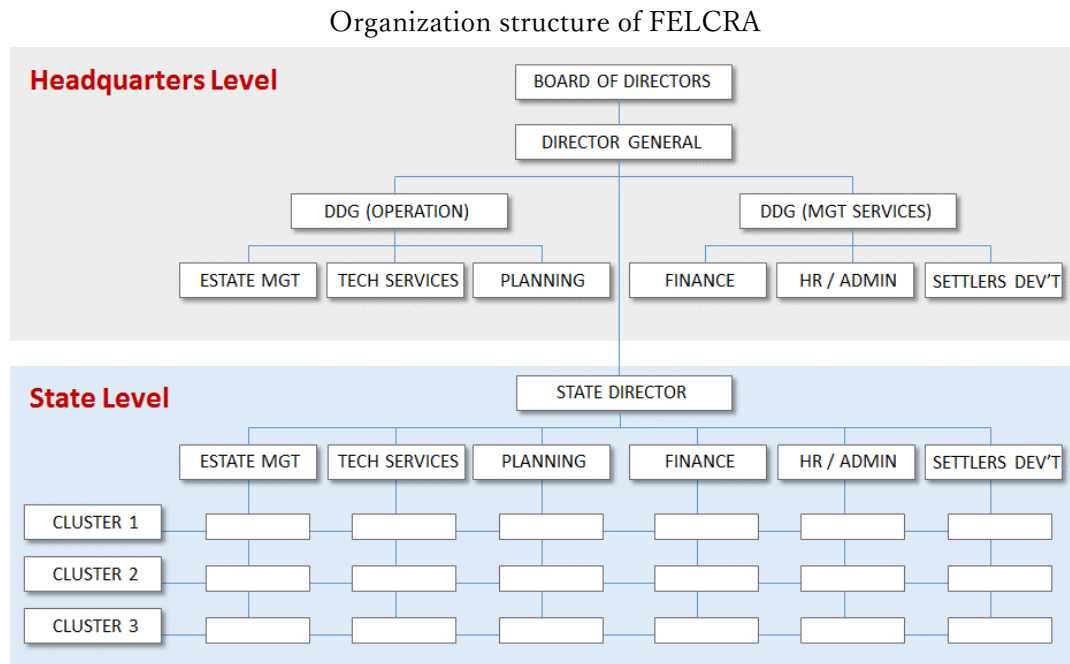 Organization structure of FELCRA
Headquarters Level
BOARD OF DIRECTORS
DIRECTOR GENERAL
DDG (OPERATION)
DDG (MGT SERVICES)
ESTATE MGT
TECH SERVICES
PLANNING
FINANCE
HR / ADMIN
SETTLERS DEV'T
State Level
STATE DIRECTOR
ESTATE MGT
TECH SERVICES
PLANNING
FINANCE
HR / ADMIN
SETTLERS DEV'T
CLUSTER 1
CLUSTER 2
CLUSTER 3